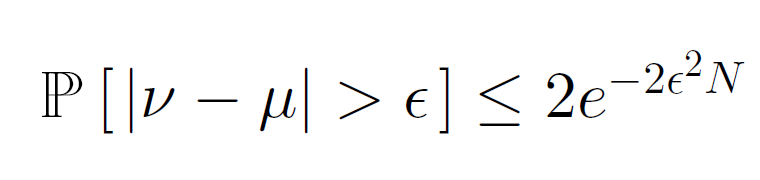 ℙ [|ν − μ| > ϵ] ≤ 2e^{−2ϵ²N}